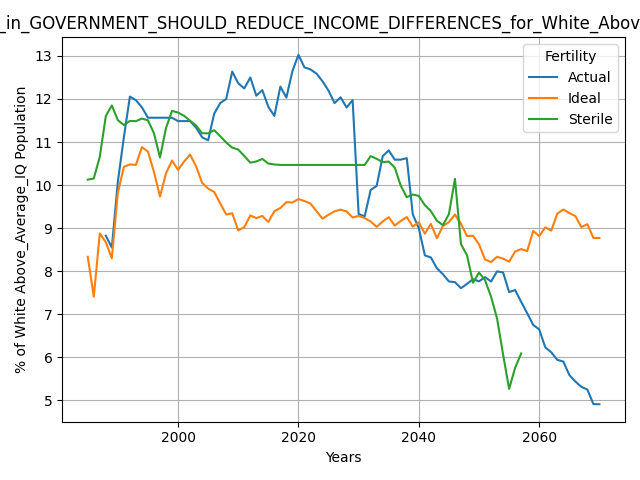 _in_GOVERNMENT_SHOULD_REDUCE_INCOME_DIFFERENCES_for_White_Abov
Fertility
Actual
Ideal
Sterile
% of White Above_Average_IQ Population
13
12
11
10
9
8
7
6
5
2000
2020
2040
2060
Years